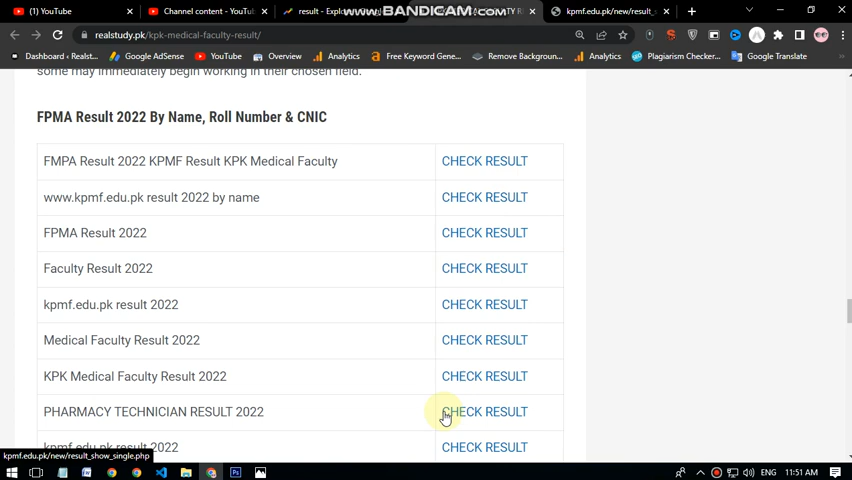 (1) YouTube
Channel content - YouTu
result - Explo
WWW.BANDICAM.COM
TY R
kpmf.edu.pk/new/result_s
realstudy.pk/kpk-medical-faculty-result/
Dashboard ‹ Realst...
Google AdSense
YouTube
Overview
Analytics
Free Keyword Gene...
Remove Background...
Analytics
Plagiarism Checker...
Google Translate
some may immediately begin working in their chosen field.
FPMA Result 2022 By Name, Roll Number & CNIC
FMPA Result 2022 KPMF Result KPK Medical Faculty CHECK RESULT
www.kpmf.edu.pk result 2022 by name CHECK RESULT
FPMA Result 2022 CHECK RESULT
Faculty Result 2022 CHECK RESULT
kpmf.edu.pk result 2022 CHECK RESULT
Medical Faculty Result 2022 CHECK RESULT
KPK Medical Faculty Result 2022 CHECK RESULT
PHARMACY TECHNICIAN RESULT 2022 CHECK RESULT
kpmf.edu.pk result 2022 CHECK RESULT
kpmf.edu.pk/new/result_show_single.php
ENG
11:51 AM